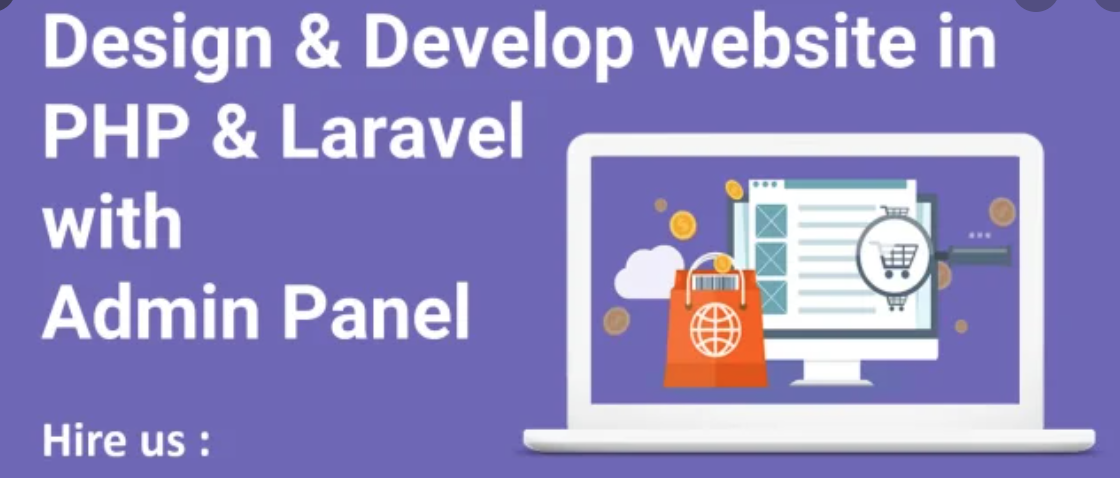 Design & Develop website in
PHP & Laravel
with
Admin Panel
Hire us :